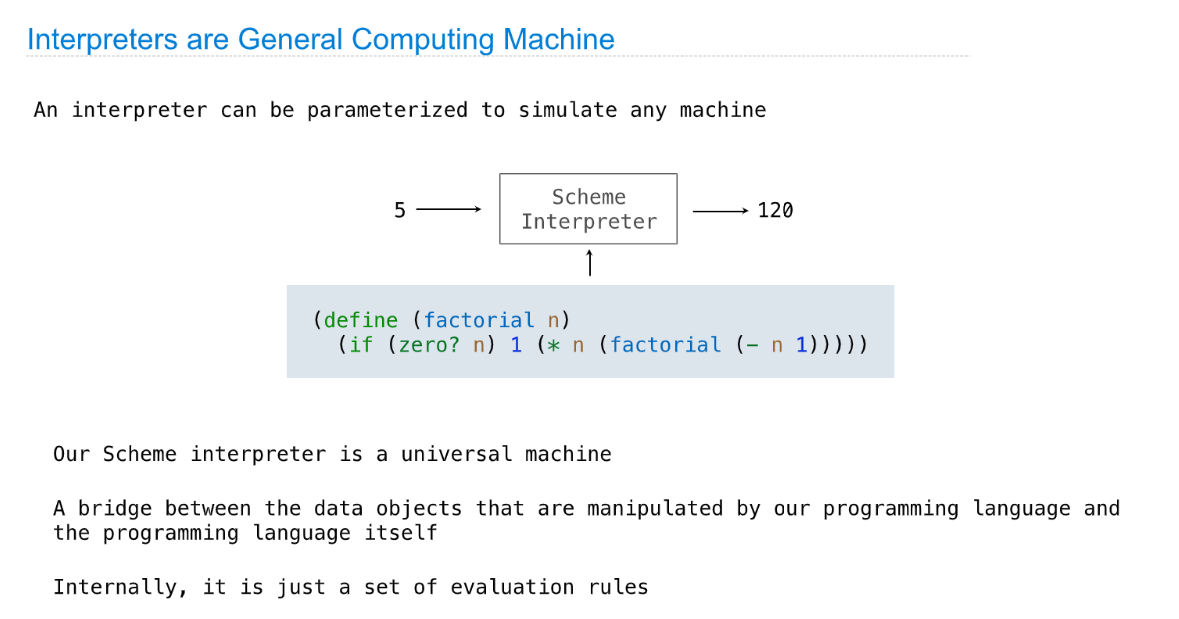 Interpreters are General Computing Machine
An interpreter can be parameterized to simulate any machine
5
Scheme
Interpreter
120
(define (factorial n)
(if (zero? n) 1 (* n (factorial (- n 1)))))
Our Scheme interpreter is a universal machine
A bridge between the data objects that are manipulated by our programming language and
the programming language itself
Internally, it is just a set of evaluation rules